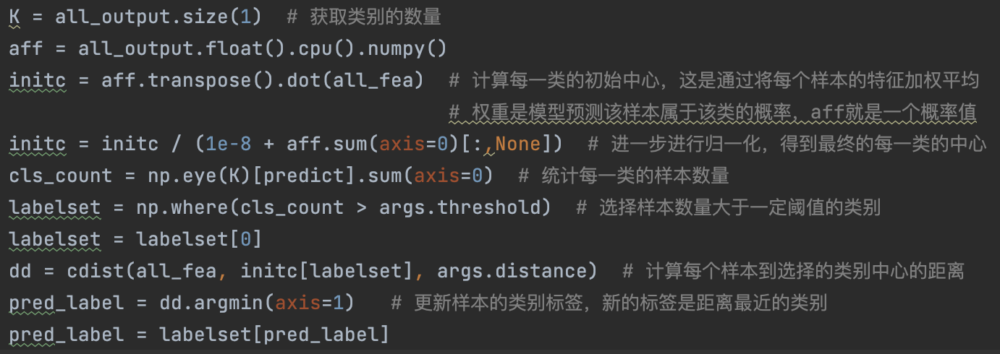 K = all_output.size(1)  # 获取类别的数量
aff = all_output.float().cpu().numpy()
initc = aff.transpose().dot(all_fea)  # 计算每一类的初始中心，这是通过将每个样本的特征加权平均
# 权重是模型预测该样本属于该类的概率，aff就是一个概率值
initc = initc / (1e-8 + aff.sum(axis=0)[:,None])  # 进一步进行归一化，得到最终的每一类的中心
cls_count = np.eye(K)[predict].sum(axis=0)  # 统计每一类的样本数量
labelset = np.where(cls_count > args.threshold)  # 选择样本数量大于一定阈值的类别
labelset = labelset[0]
dd = cdist(all_fea, initc[labelset], args.distance)  # 计算每个样本到选择的类别中心的距离
pred_label = dd.argmin(axis=1)   # 更新样本的类别标签，新的标签是距离最近的类别
pred_label = labelset[pred_label]